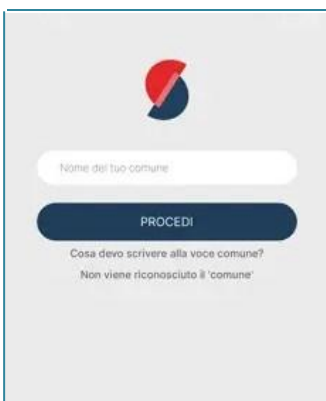 Nome del tuo comune
PROCEDI
Cosa devo scrivere alla voce comune?
Non viene riconosciuto il 'comune'